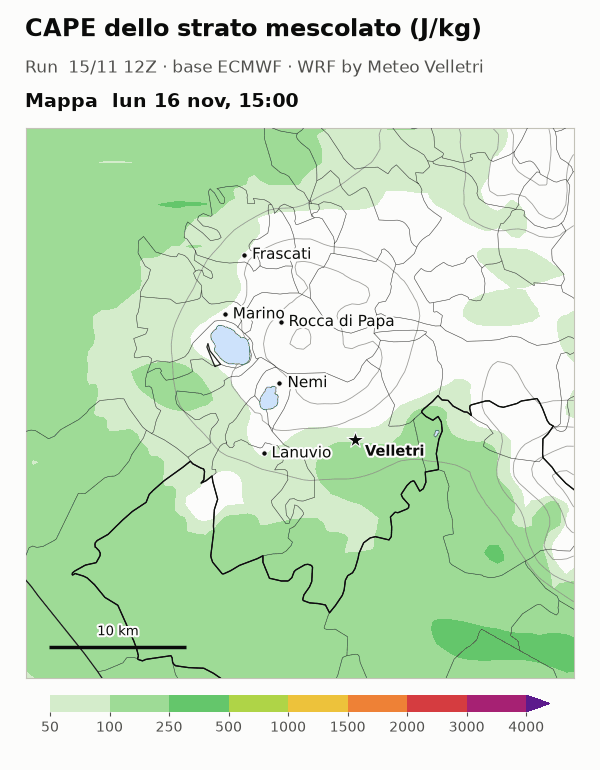 CAPE dello strato mescolato (J/kg)
Run  15/11 12Z · base ECMWF · WRF by Meteo Velletri
Mappa  lun 16 nov, 15:00
Frascati
Marino
Rocca di Papa
Nemi
Velletri
Lanuvio
10 km
50 100 250 500 1000 1500 2000 3000 4000